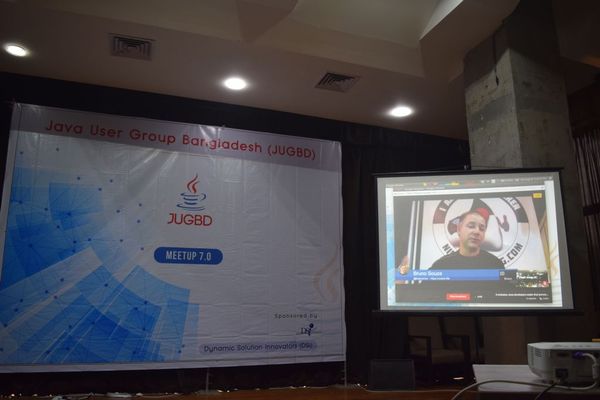 Java User Group Bangladesh (JUGBD)
JUGBD
MEETUP 7.0
Sponsored by
Dynamic Solution Innovators (DSi)
Bruno Souza